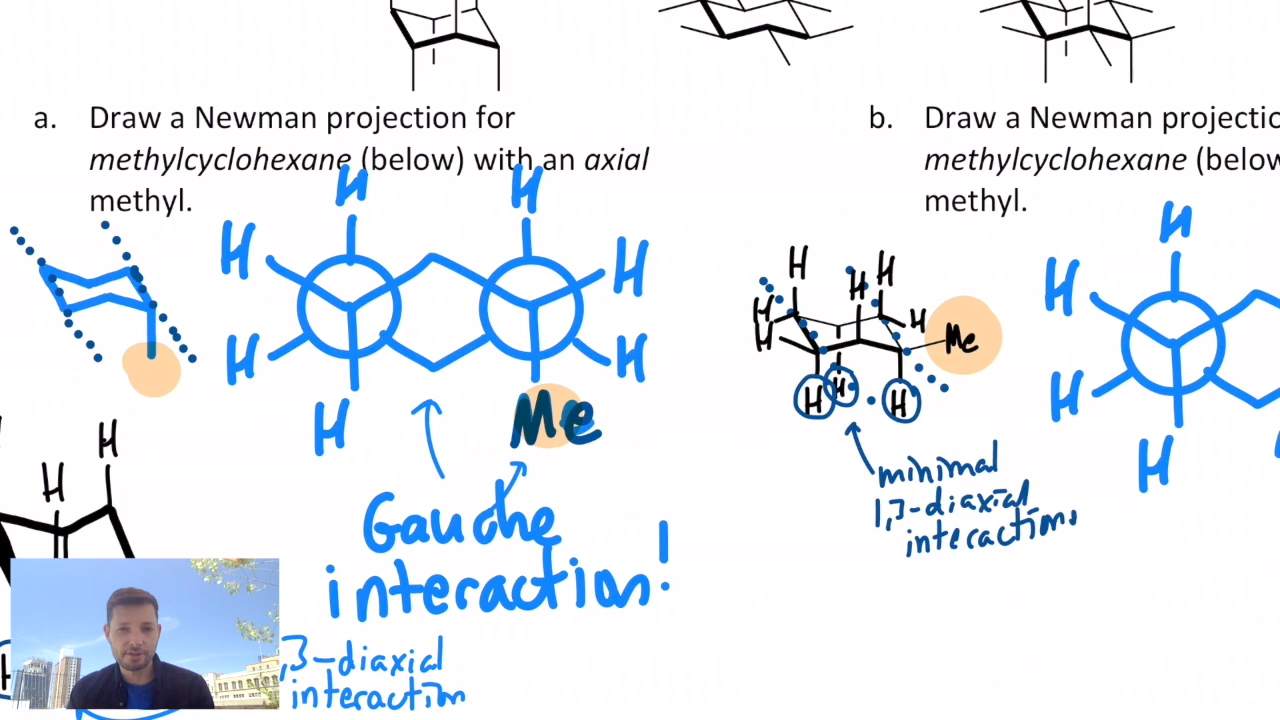 a. Draw a Newman projection for
methylcyclohexane (below) with an axial
methyl.
H H
H H
H H
H Me
Gauche
interaction!
,3-diaxial
interaction
H
H
H
b. Draw a Newman projectio
methylcyclohexane (below
methyl.
H H H
H H
H Me
H H H
minimal
1,3-diaxial
interactions
H
H
H
H